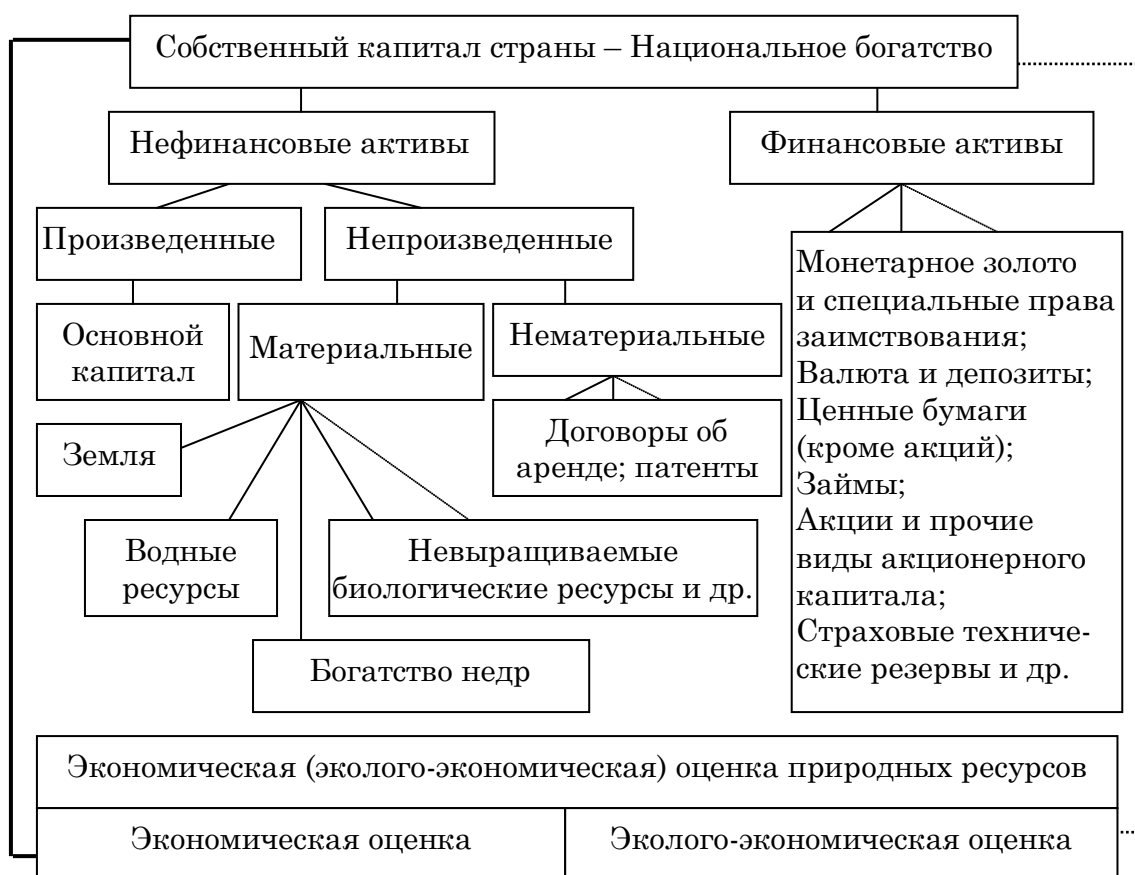 Собственный капитал страны – Национальное богатство
Нефинансовые активы
Финансовые активы
Произведенные
Непроизведенные
Основной
капитал
Материальные
Нематериальные
Договоры об
аренде; патенты
Земля
Водные
ресурсы
Невыращиваемые
биологические ресурсы и др.
Богатство недр
Монетарное золото
и специальные права
заимствования;
Валюта и депозиты;
Ценные бумаги
(кроме акций);
Займы;
Акции и прочие
виды акционерного
капитала;
Страховые техниче-
ские резервы и др.
Экономическая (эколого-экономическая) оценка природных ресурсов
Экономическая оценка
Эколого-экономическая оценка